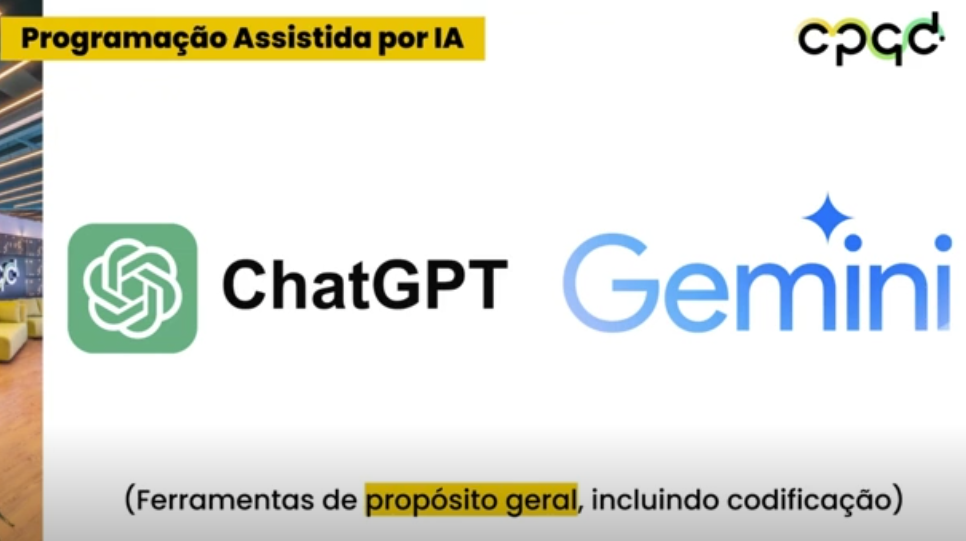 Programação Assistida por IA
cpqd
ChatGPT
Gemini
(Ferramentas de propósito geral, incluindo codificação)